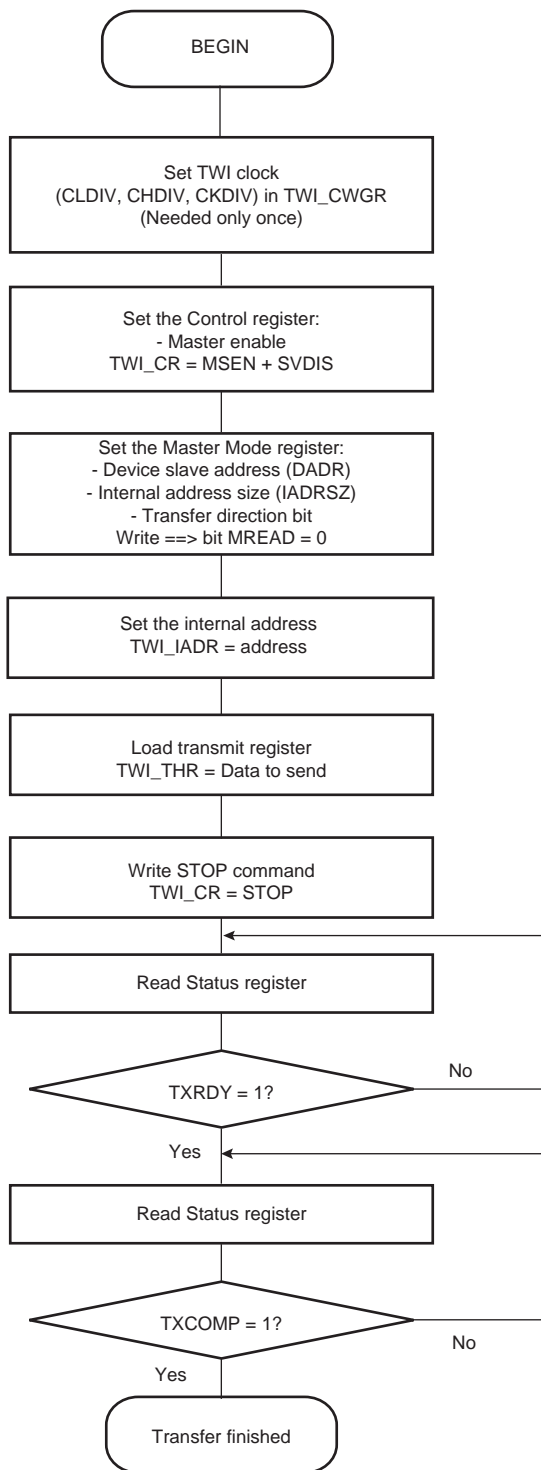 BEGIN
Set TWI clock
(CLDIV, CHDIV, CKDIV) in TWI_CWGR
(Needed only once)
Set the Control register:
- Master enable
TWI_CR = MSEN + SVDIS
Set the Master Mode register:
- Device slave address (DADR)
- Internal address size (IADRSZ)
- Transfer direction bit
Write ==> bit MREAD = 0
Set the internal address
TWI_IADR = address
Load transmit register
TWI_THR = Data to send
Write STOP command
TWI_CR = STOP
Read Status register
TXRDY = 1?
No
Yes
Read Status register
TXCOMP = 1?
No
Yes
Transfer finished